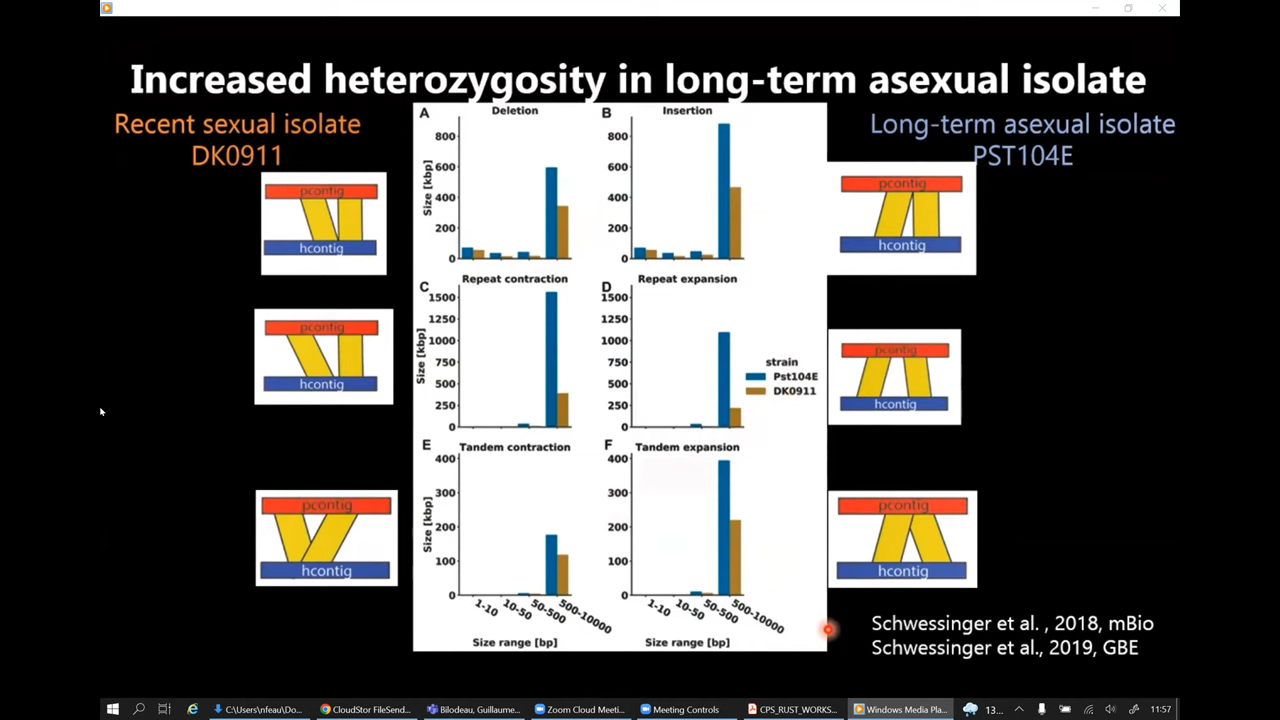 Increased heterozygosity in long-term asexual isolate
Recent sexual isolate
DK0911
Long-term asexual isolate
PST104E
pcontig
hcontig
pcontig
hcontig
pcontig
hcontig
A
Deletion
Size [kbp]
800
600
400
200
0
B
Insertion
800
600
400
200
0
C
Repeat contraction
Size [kbp]
1500
1250
1000
750
500
250
0
D
Repeat expansion
1500
1250
1000
750
500
250
0
strain
Pst104E
DK0911
E
Tandem contraction
Size [kbp]
400
300
200
100
0
1-10
10-50
50-500
500-10000
Size range [bp]
F
Tandem expansion
400
300
200
100
0
1-10
10-50
50-500
500-10000
Size range [bp]
pcontig
hcontig
pcontig
hcontig
pcontig
hcontig
Schwessinger et al. , 2018, mBio
Schwessinger et al., 2019, GBE
C:\Users\nfeau\Do...
CloudStor FileSend...
Bilodeau, Guillaume...
Zoom Cloud Meeti...
Meeting Controls
CPS_RUST_WORKS...
Windows Media Pla...
13...
11:57